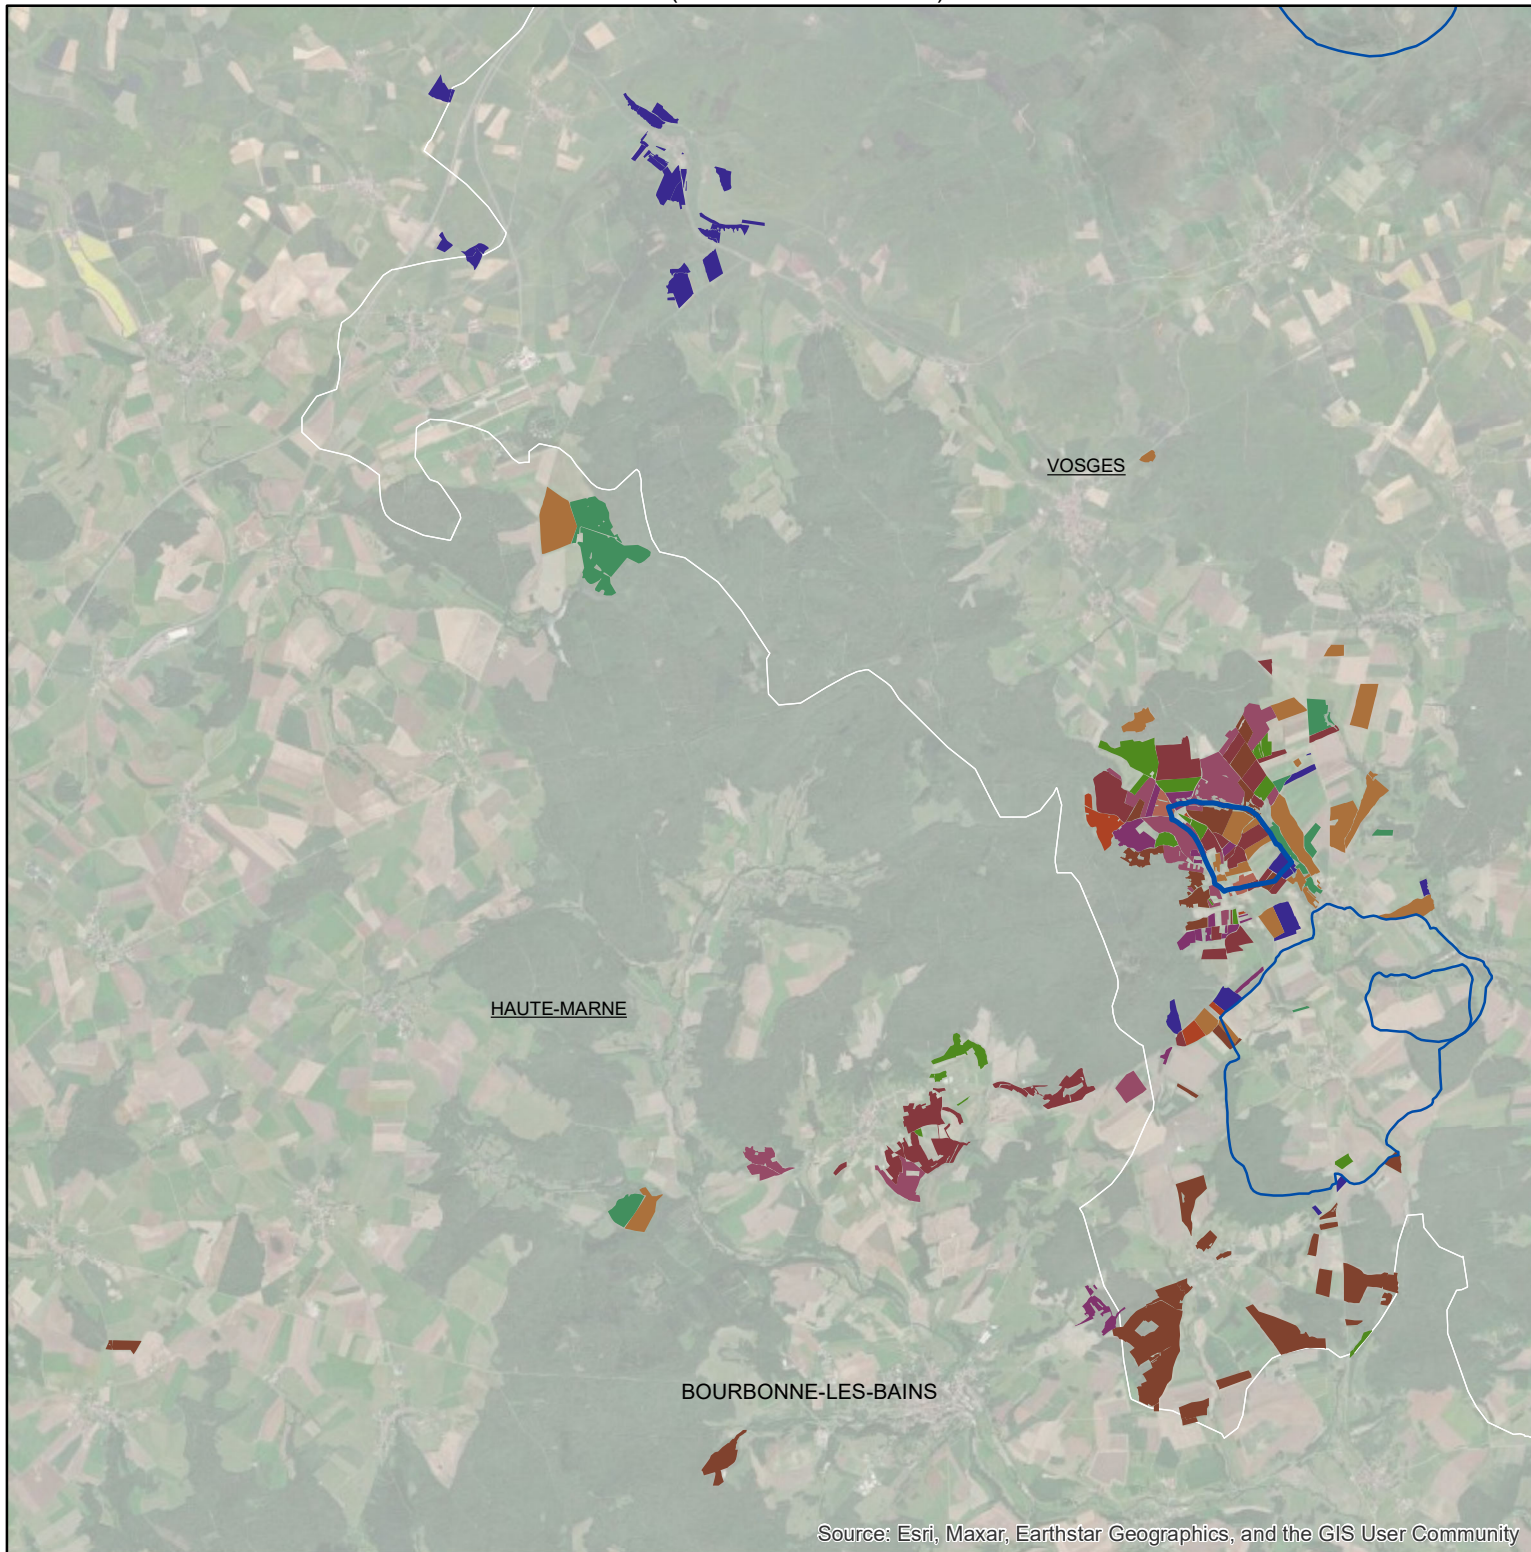 VOSGES
HAUTE-MARNE
BOURBONNE-LES-BAINS
Source: Esri, Maxar, Earthstar Geographics, and the GIS User Community